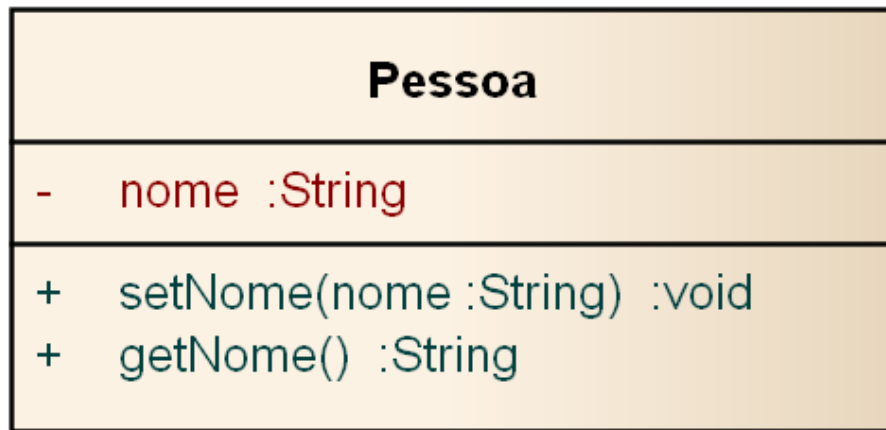 Pessoa
- nome :String
+ setNome(nome :String) :void
+ getNome() :String